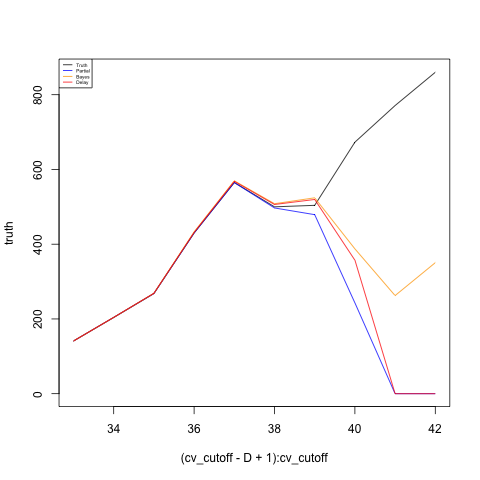 Truth
Partial
Bayes
Delay
800
600
400
200
0
truth
34
36
38
40
42
(cv_cutoff - D + 1):cv_cutoff